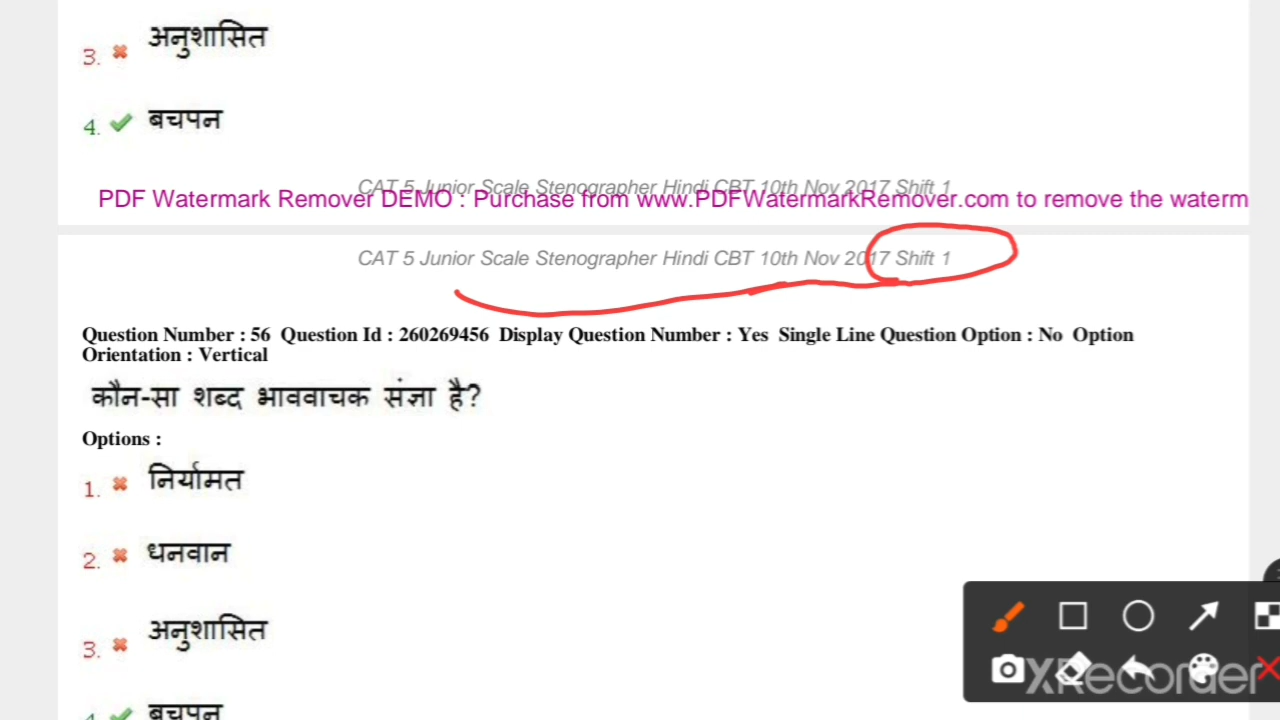 3. अनुशासित
4. बचपन
CAT 5 Junior Scale Stenographer Hindi CBT 10th Nov 2017 Shift 1
PDF Watermark Remover DEMO : Purchase from www.PDFWatermarkRemover.com to remove the waterm
CAT 5 Junior Scale Stenographer Hindi CBT 10th Nov 2017 Shift 1
Question Number : 56 Question Id : 260269456 Display Question Number : Yes Single Line Question Option : No Option
Orientation : Vertical
कौन-सा शब्द भाववाचक संज्ञा है?
Options :
1. निर्यामत
2. धनवान
3. अनुशासित
4. बचपन
XRecorder